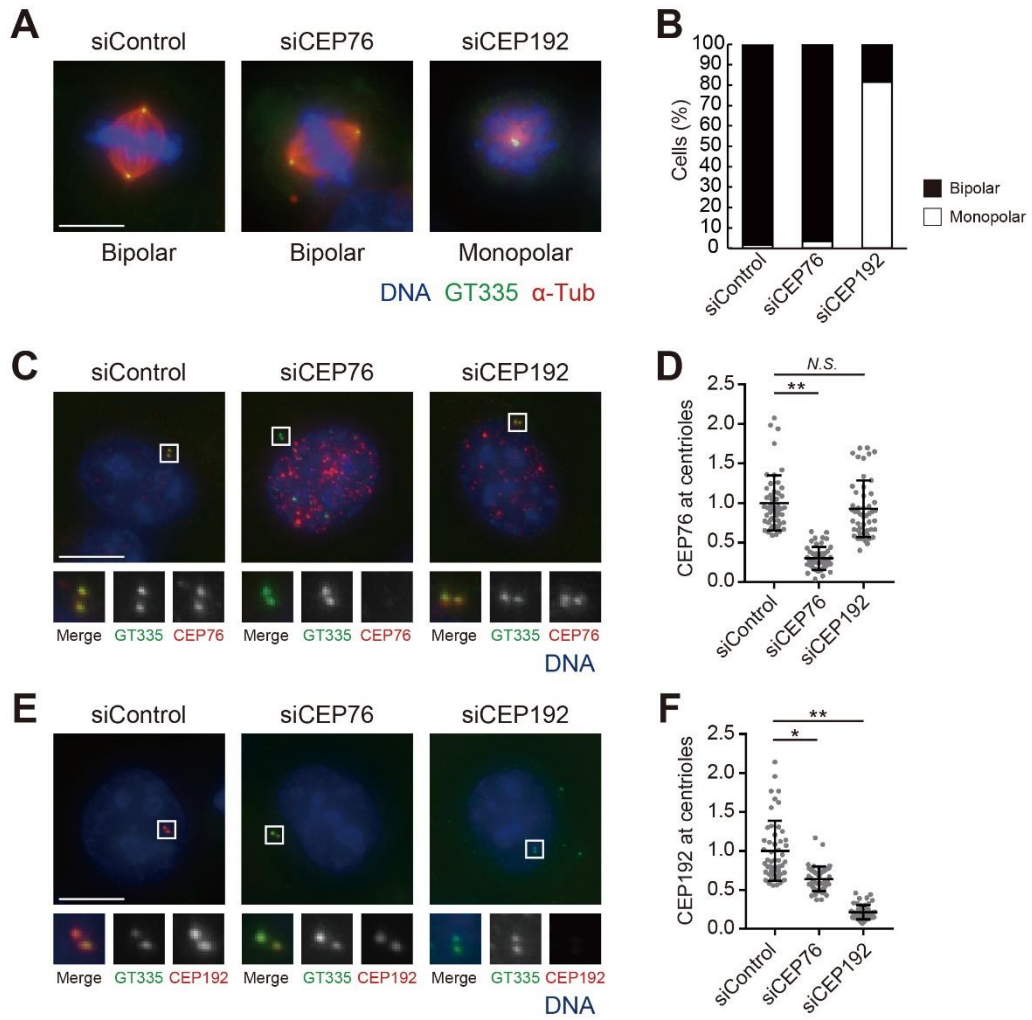 A
siControl siCEP76 siCEP192
Bipolar Bipolar Monopolar
DNA GT335 α-Tub
B
100
90
80
70
60
50
40
30
20
10
0
Cells (%)
siControl siCEP76 siCEP192
Bipolar
Monopolar
C
siControl siCEP76 siCEP192
Merge GT335 CEP76 Merge GT335 CEP76 Merge GT335 CEP76
DNA
D
N.S.
**
2.5
2.0
1.5
1.0
0.5
0.0
CEP76 at centrioles
siControl siCEP76 siCEP192
E
siControl siCEP76 siCEP192
Merge GT335 CEP192 Merge GT335 CEP192 Merge GT335 CEP192
DNA
F
**
*
2.5
2.0
1.5
1.0
0.5
0.0
CEP192 at centrioles
siControl siCEP76 siCEP192